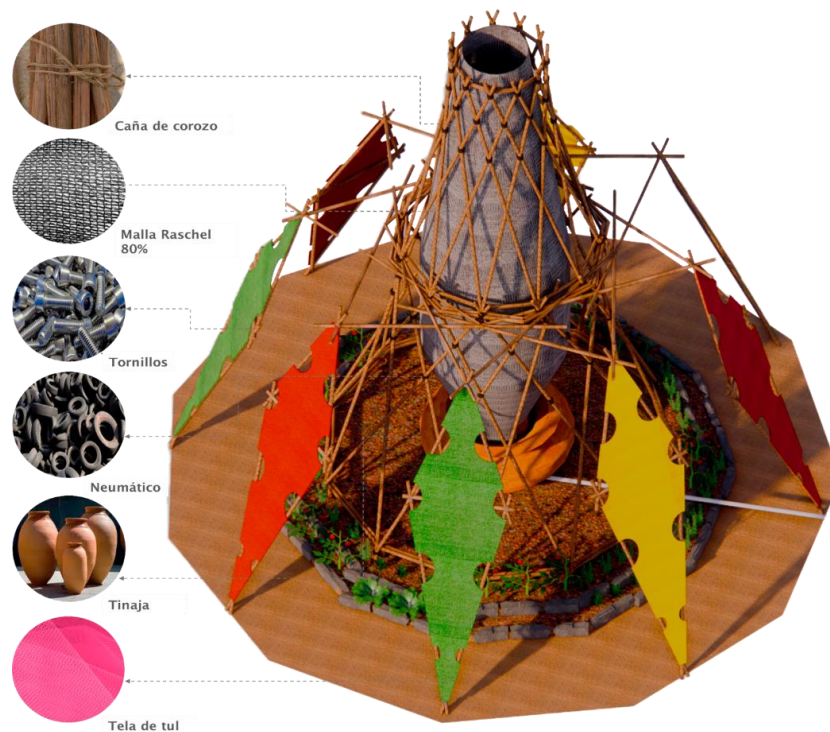 Caña de corozo
Malla Raschel
80%
Tornillos
Neumático
Tinaja
Tela de tul